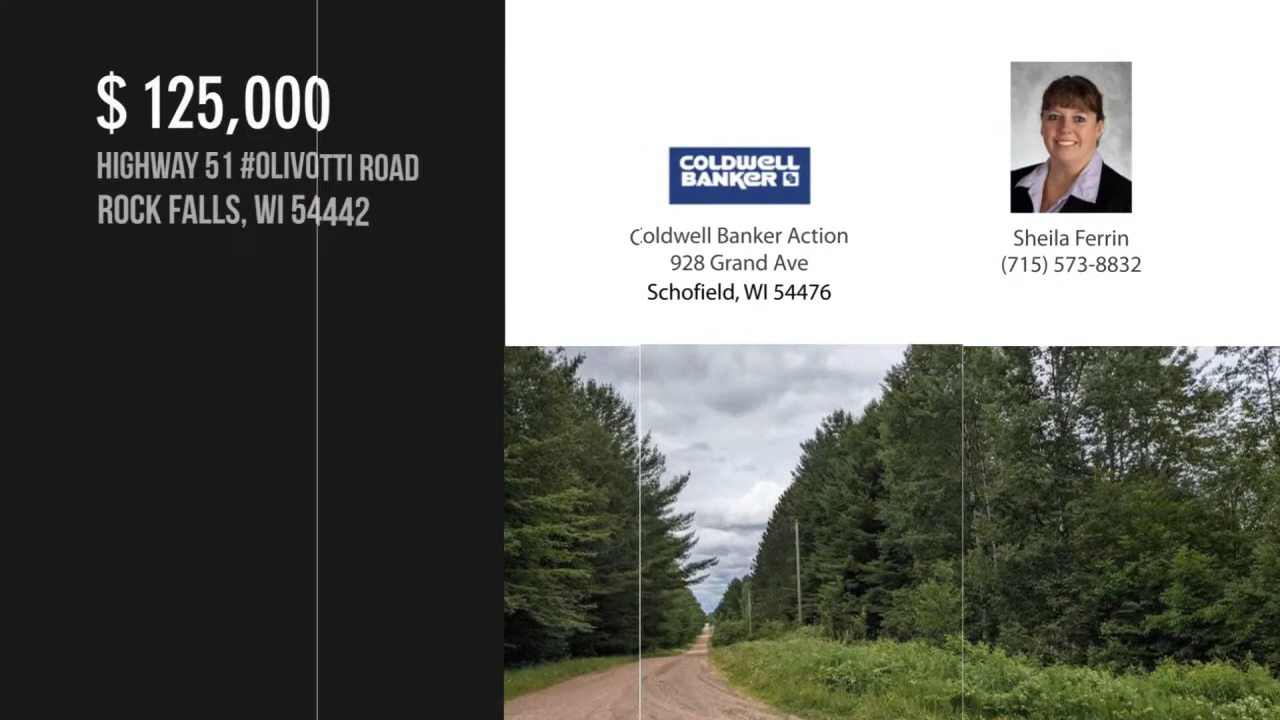 $ 125,000
HIGHWAY 51 #OLIVOTTI ROAD
ROCK FALLS, WI 54442
COLDWELL
BANKER
Coldwell Banker Action
928 Grand Ave
Schofield, WI 54476
Sheila Ferrin
(715) 573-8832